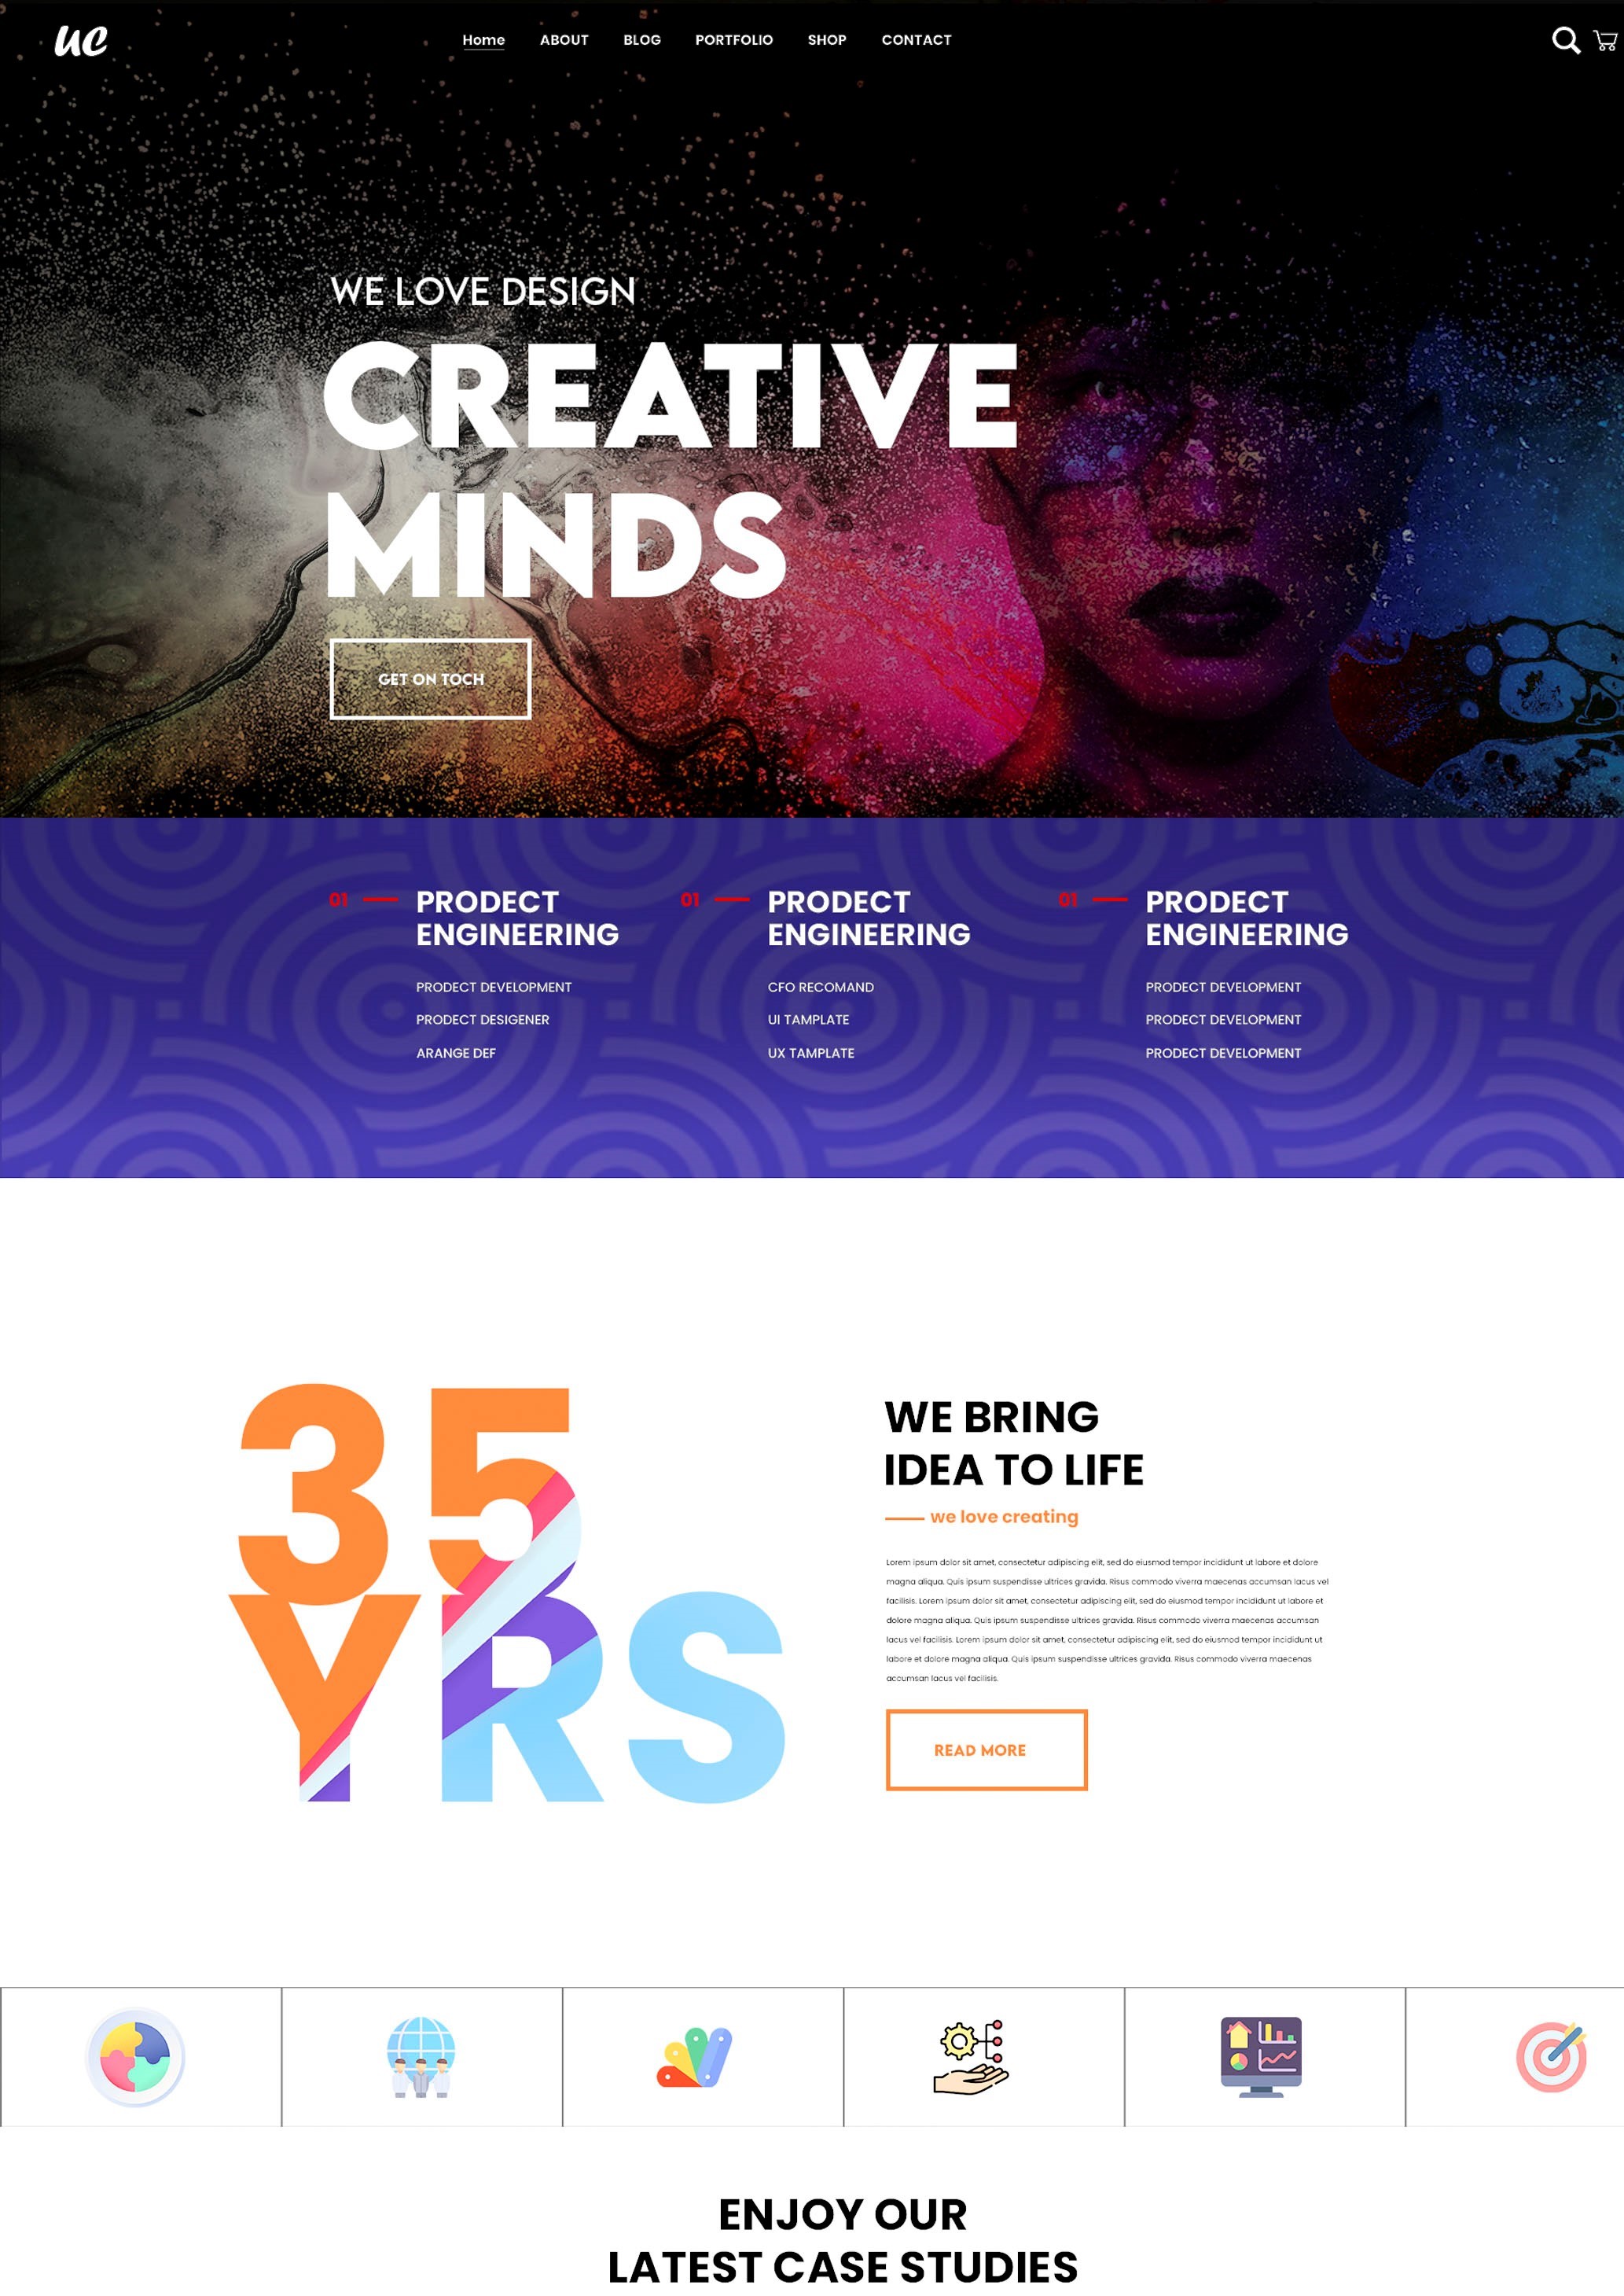 uc
Home ABOUT BLOG PORTFOLIO SHOP CONTACT
WE LOVE DESIGN
CREATIVE
MINDS
GET ON TOCH
01 PRODECT
ENGINEERING
PRODECT DEVELOPMENT
PRODECT DESIGENER
ARANGE DEF
01 PRODECT
ENGINEERING
CFO RECOMAND
UI TAMPLATE
UX TAMPLATE
01 PRODECT
ENGINEERING
PRODECT DEVELOPMENT
PRODECT DEVELOPMENT
PRODECT DEVELOPMENT
35
YRS
WE BRING
IDEA TO LIFE
we love creating
Lorem ipsum dolor sit amet, consectetur adipiscing elit, sed do eiusmod tempor incididunt ut labore et dolore
magna aliqua. Quis ipsum suspendisse ultrices gravida. Risus commodo viverra maecenas accumsan lacus vel
facilisis. Lorem ipsum dolor sit amet, consectetur adipiscing elit, sed do eiusmod tempor incididunt ut labore et
dolore magna aliqua. Quis ipsum suspendisse ultrices gravida. Risus commodo viverra maecenas accumsan
lacus vel facilisis. Lorem ipsum dolor sit amet, consectetur adipiscing elit, sed do eiusmod tempor incididunt ut
labore et dolore magna aliqua. Quis ipsum suspendisse ultrices gravida. Risus commodo viverra maecenas
accumsan lacus vel facilisis.
READ MORE
ENJOY OUR
LATEST CASE STUDIES